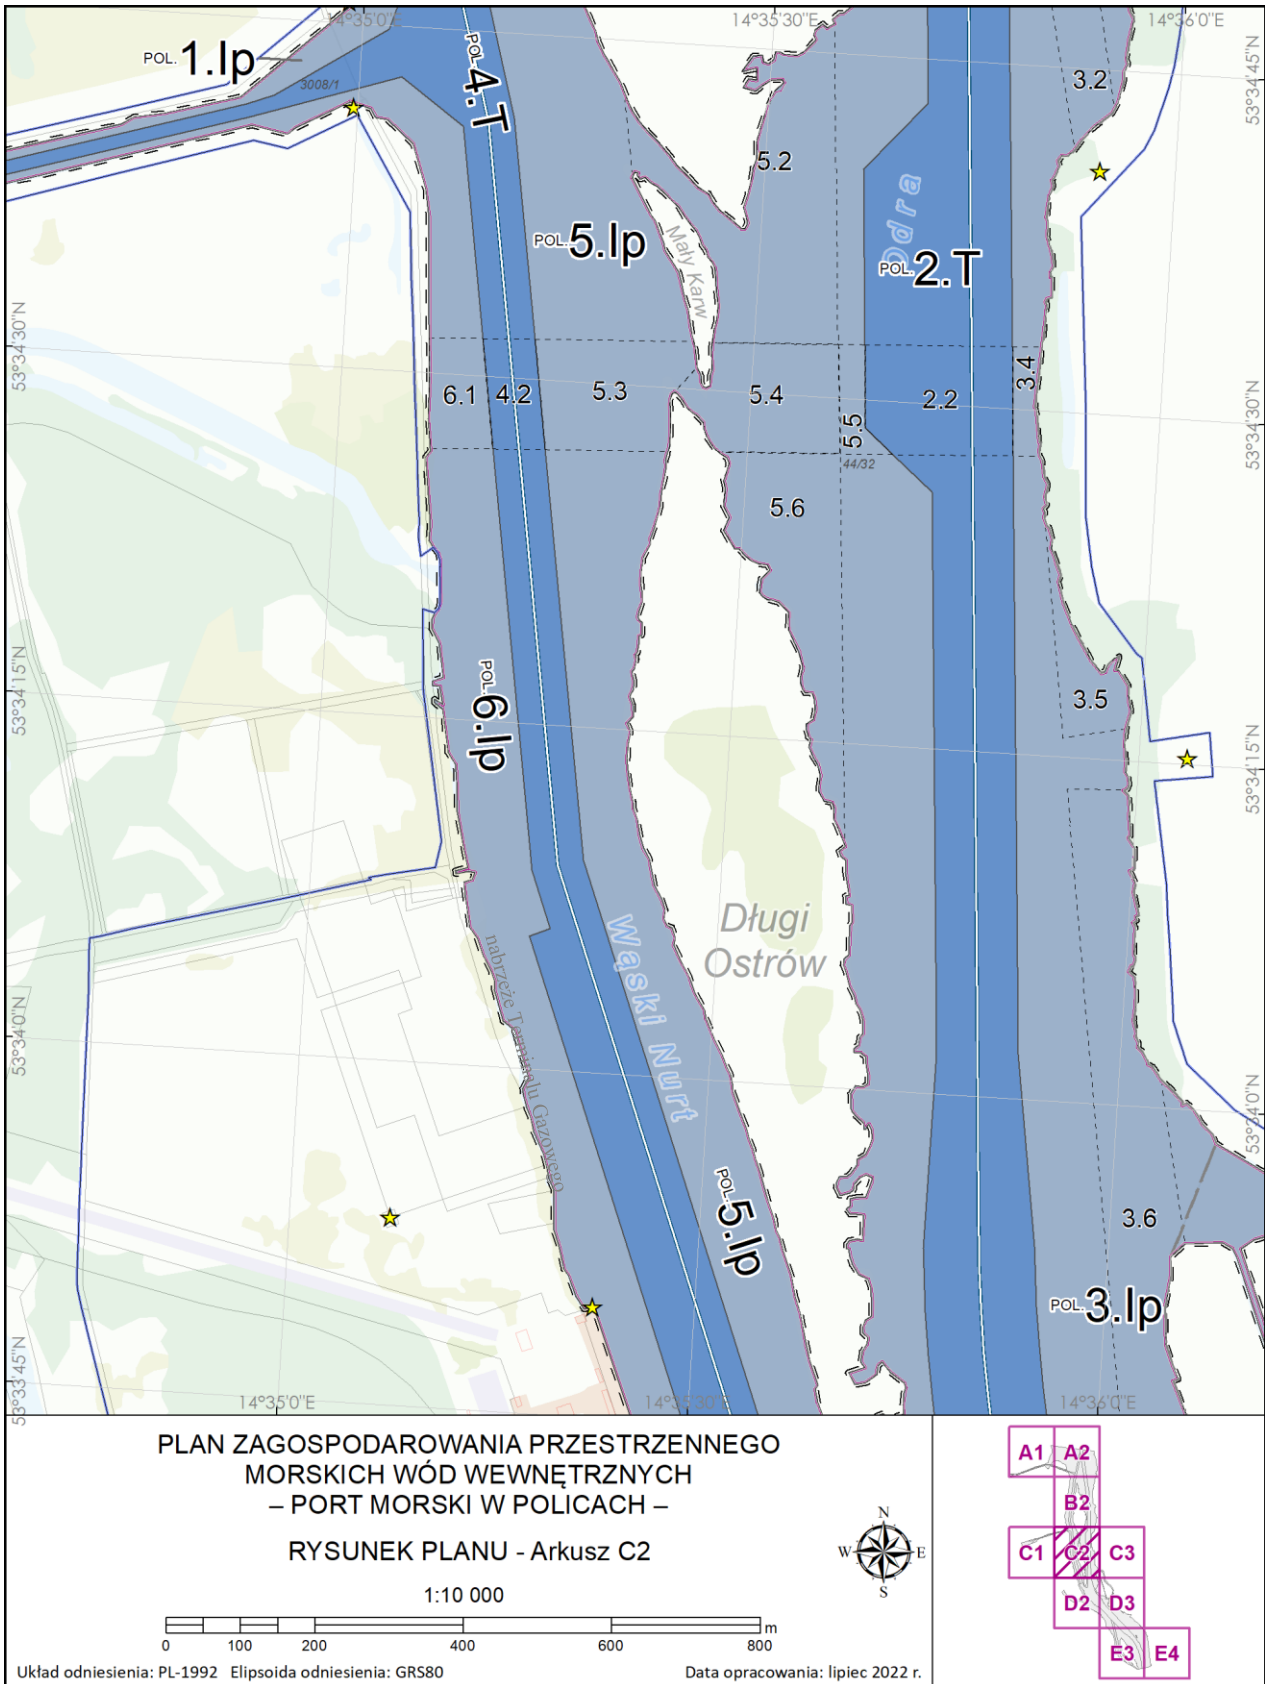 14°35'0"E
14°35'30"E
14°36'0"E
POL.1.Ip
3008/1
POL.4.T
3.2
53°34'45"N
5.2
Odra
POL.5.Ip
Mały Karw
POL.2.T
53°34'30"N
6.1
4.2
5.3
5.4
5.5
2.2
3.4
53°34'30"N
44/32
5.6
53°34'15"N
POL.6.Ip
3.5
53°34'15"N
Długi
Ostrów
Wąski Nurt
nabrzeże Terminalu Gazowego
53°34'0"N
53°34'0"N
POL.5.Ip
3.6
POL.3.Ip
53°33'45"N
14°35'0"E
14°35'30"E
14°36'0"E
PLAN ZAGOSPODAROWANIA PRZESTRZENNEGO
MORSKICH WÓD WEWNĘTRZNYCH
– PORT MORSKI W POLICACH –
RYSUNEK PLANU - Arkusz C2
1:10 000
0 100 200 400 600 800 m
Układ odniesienia: PL-1992 Elipsoida odniesienia: GRS80
Data opracowania: lipiec 2022 r.
N
W E
S
A1 A2
B2
C1 C2 C3
D2 D3
E3 E4